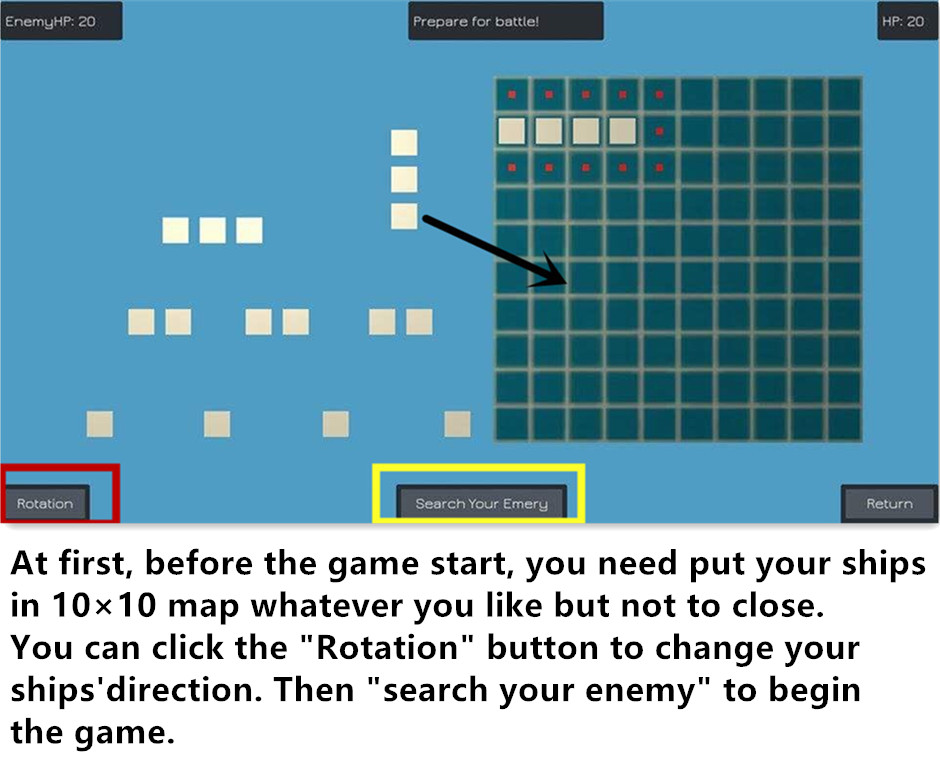 EnemyHP: 20
Prepare for battle!
HP: 20
Rotation
Search Your Emery
Return
At first, before the game start, you need put your ships
in 10×10 map whatever you like but not to close.
You can click the "Rotation" button to change your
ships'direction. Then "search your enemy" to begin
the game.